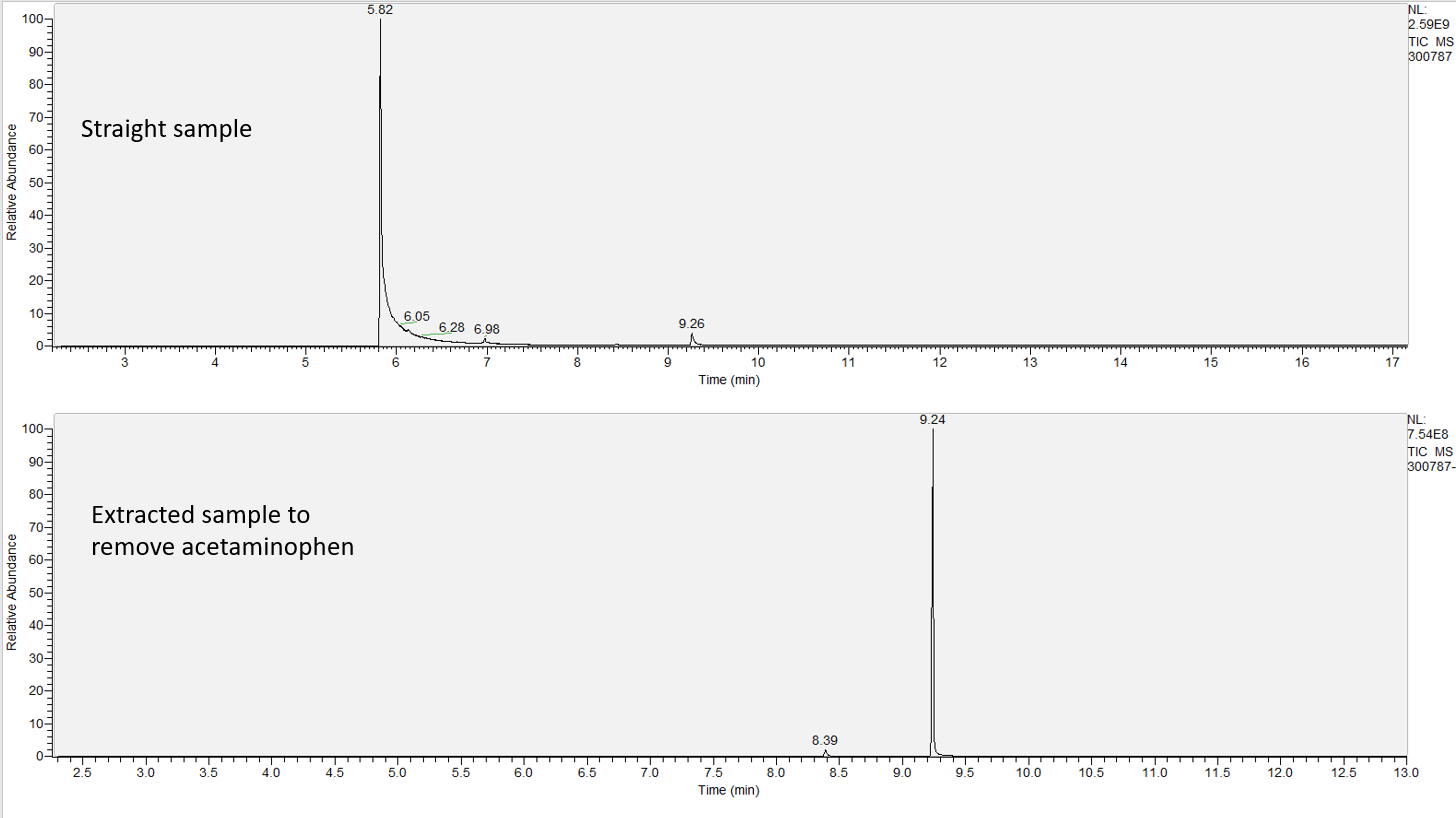 5.82
NL:
2.59E9
TIC MS
300787
100
90
80
70
60
50
40
30
20
10
0
Relative Abundance
Straight sample
6.05
6.28
6.98
9.26
3 4 5 6 7 8 9 10 11 12 13 14 15 16 17
Time (min)
9.24
NL:
7.54E8
TIC MS
300787-
100
90
80
70
60
50
40
30
20
10
0
Relative Abundance
Extracted sample to
remove acetaminophen
8.39
2.5 3.0 3.5 4.0 4.5 5.0 5.5 6.0 6.5 7.0 7.5 8.0 8.5 9.0 9.5 10.0 10.5 11.0 11.5 12.0 12.5 13.0
Time (min)